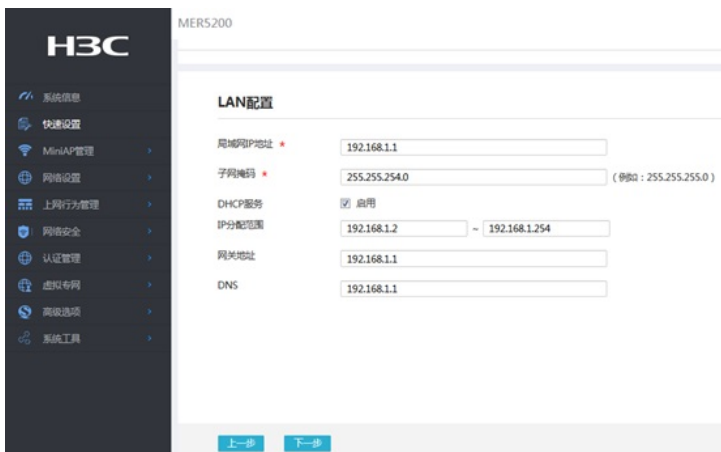 MER5200
H3C
系统信息
快速设置
MiniAP管理
网络设置
上网行为管理
网络安全
认证管理
虚拟专网
高级选项
系统工具
LAN配置
局域网IP地址 * 192.168.1.1
子网掩码 * 255.255.254.0 (例如:255.255.255.0)
DHCP服务 启用
IP分配范围 192.168.1.2 ~ 192.168.1.254
网关地址 192.168.1.1
DNS 192.168.1.1
上一步 下一步